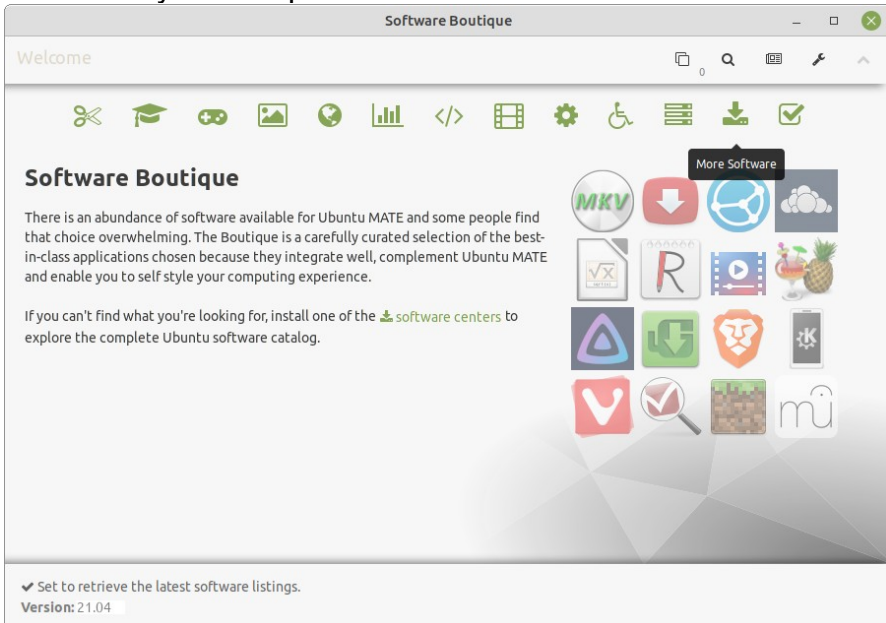 Software Boutique
Welcome
0
More Software
Software Boutique
There is an abundance of software available for Ubuntu MATE and some people find
that choice overwhelming. The Boutique is a carefully curated selection of the best-
in-class applications chosen because they integrate well, complement Ubuntu MATE
and enable you to self style your computing experience.
If you can't find what you're looking for, install one of the software centers to
explore the complete Ubuntu software catalog.
MKV
√x
R
mû
Set to retrieve the latest software listings.
Version: 21.04